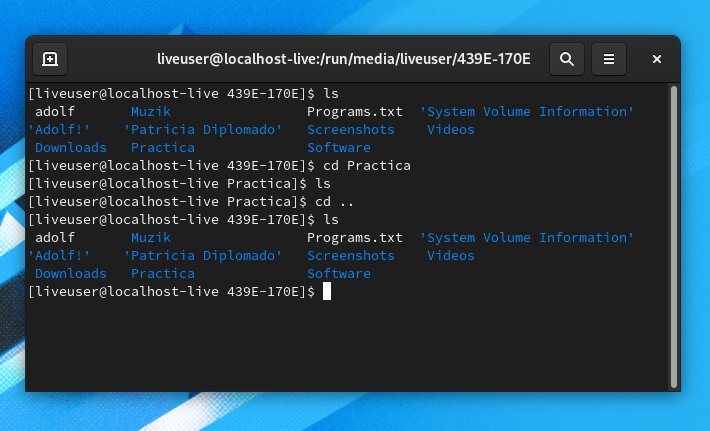 liveuser@localhost-live:/run/media/liveuser/439E-170E
[liveuser@localhost-live 439E-170E]$ ls
 adolf       Muzik                 Programs.txt  'System Volume Information'
'Adolf!'    'Patricia Diplomado'   Screenshots    Videos
 Downloads   Practica              Software
[liveuser@localhost-live 439E-170E]$ cd Practica
[liveuser@localhost-live Practica]$ ls
[liveuser@localhost-live Practica]$ cd ..
[liveuser@localhost-live 439E-170E]$ ls
 adolf       Muzik                 Programs.txt  'System Volume Information'
'Adolf!'    'Patricia Diplomado'   Screenshots    Videos
 Downloads   Practica              Software
[liveuser@localhost-live 439E-170E]$